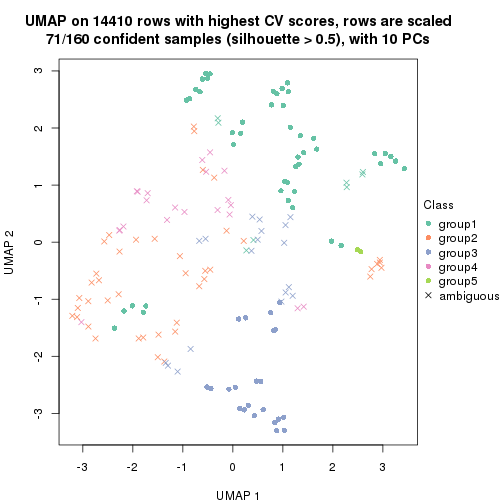 UMAP on 14410 rows with highest CV scores, rows are scaled
71/160 confident samples (silhouette > 0.5), with 10 PCs
3
2
1
0
-1
-2
-3
UMAP 2
-3 -2 -1 0 1 2 3
UMAP 1
Class
group1
group2
group3
group4
group5
ambiguous